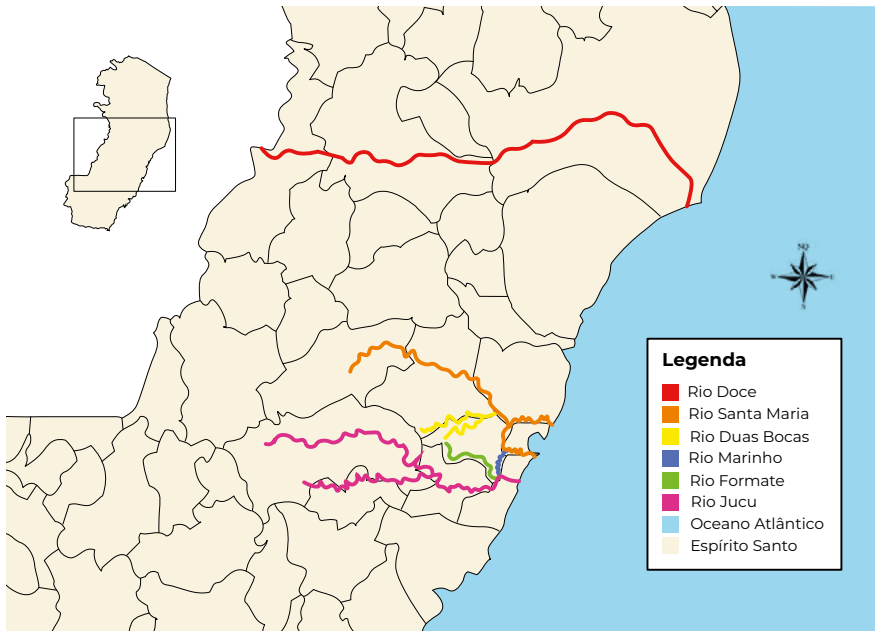 NQ
W
E
S
Legenda
Rio Doce
Rio Santa Maria
Rio Duas Bocas
Rio Marinho
Rio Formate
Rio Jucu
Oceano Atlântico
Espírito Santo